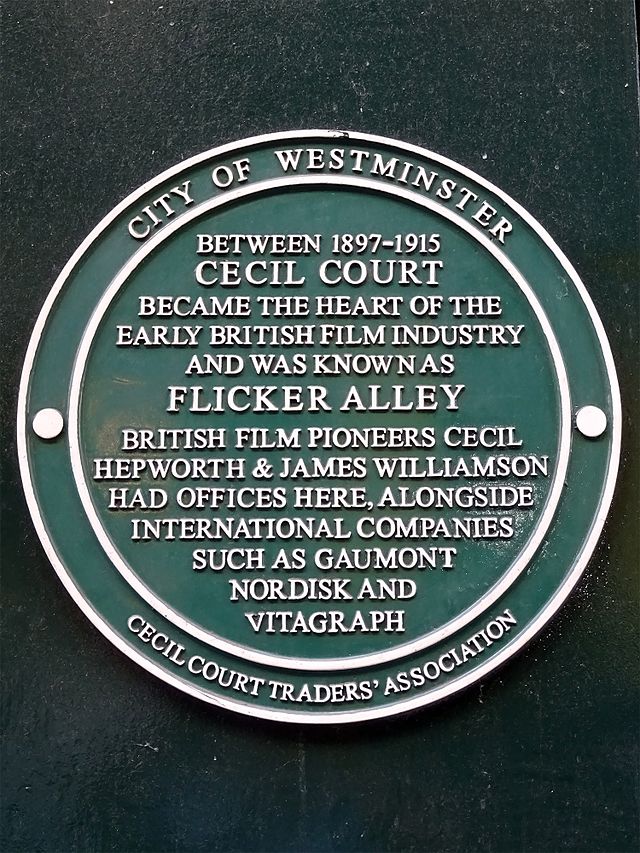 CITY OF WESTMINSTER
BETWEEN 1897-1915
CECIL COURT
BECAME THE HEART OF THE
EARLY BRITISH FILM INDUSTRY
AND WAS KNOWN AS
FLICKER ALLEY
BRITISH FILM PIONEERS CECIL
HEPWORTH & JAMES WILLIAMSON
HAD OFFICES HERE, ALONGSIDE
INTERNATIONAL COMPANIES
SUCH AS GAUMONT
NORDISK AND
VITAGRAPH
CECIL COURT TRADERS' ASSOCIATION